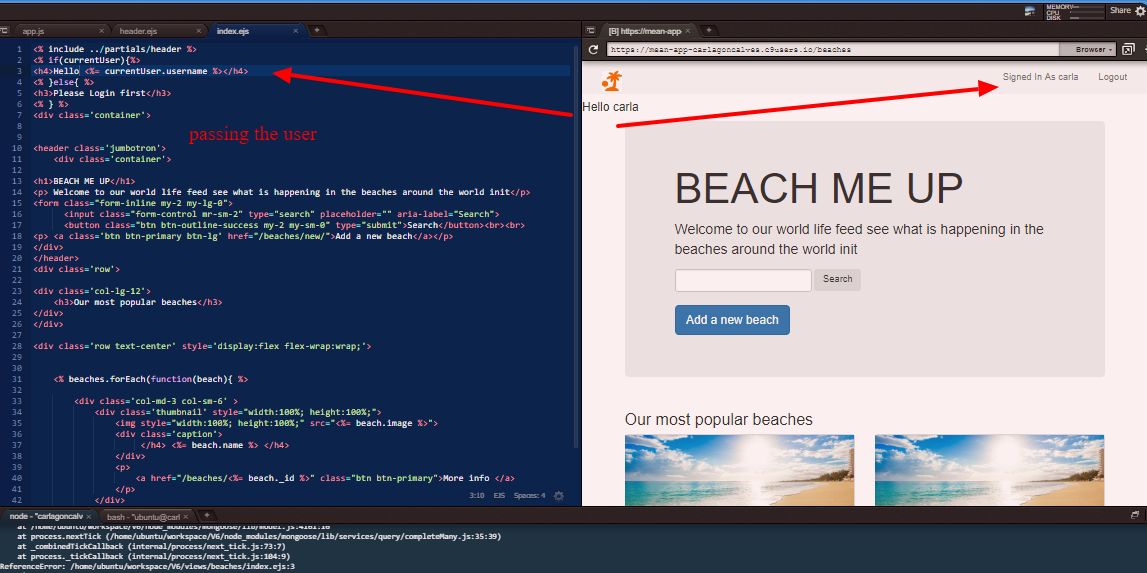 MEMORY
CPU
DISK
Share
app.js
header.ejs
index.ejs
[B] https://mean-app-
https://mean-app-carlagoncalves.c9users.io/beaches
Browser
1 <% include ../partials/header %>
2 <% if(currentUser){%>
3 <h4>Hello <%= currentUser.username %></h4>
4 <% }else{ %>
5 <h3>Please Login first</h3>
6 <% } %>
7 <div class='container'>
8
9
10 <header class='jumbotron'>
11 <div class='container'>
12
13 <h1>BEACH ME UP</h1>
14 <p> Welcome to our world life feed see what is happening in the beaches around the world init</p>
15 <form class="form-inline my-2 my-lg-0">
16 <input class="form-control mr-sm-2" type="search" placeholder="" aria-label="Search">
17 <button class="btn btn-outline-success my-2 my-sm-0" type="submit">Search</button><br><br>
18 <p> <a class='btn btn-primary btn-lg' href="/beaches/new/">Add a new beach</a></p>
19 </div>
20 </header>
21 <div class='row'>
22
23 <div class='col-lg-12'>
24 <h3>Our most popular beaches</h3>
25 </div>
26 </div>
27
28 <div class='row text-center' style='display:flex flex-wrap:wrap;'>
29
30
31 <% beaches.forEach(function(beach){ %>
32
33 <div class='col-md-3 col-sm-6' >
34 <div class='thumbnail' style="width:100%; height:100%;">
35 <img style="width:100%; height:100%;" src="<%= beach.image %>">
36 <div class='caption'>
37 </h4> <%= beach.name %> </h4>
38 </div>
39 <p>
40 <a href="/beaches/<%= beach._id %>" class="btn btn-primary">More info </a>
41 </p>
42 </div>
passing the user
3:10 EJS Spaces: 4
Signed In As carla
Logout
Hello carla
BEACH ME UP
Welcome to our world life feed see what is happening in the
beaches around the world init
Search
Add a new beach
Our most popular beaches
node - "carlagoncalv
bash - "ubuntu@carl
at /home/ubuntu/workspace/V6/node_modules/mongoose/lib/model.js:4161:16
at process.nextTick (/home/ubuntu/workspace/V6/node_modules/mongoose/lib/services/query/completeMany.js:35:39)
at _combinedTickCallback (internal/process/next_tick.js:73:7)
at process._tickCallback (internal/process/next_tick.js:104:9)
ReferenceError: /home/ubuntu/workspace/V6/views/beaches/index.ejs:3